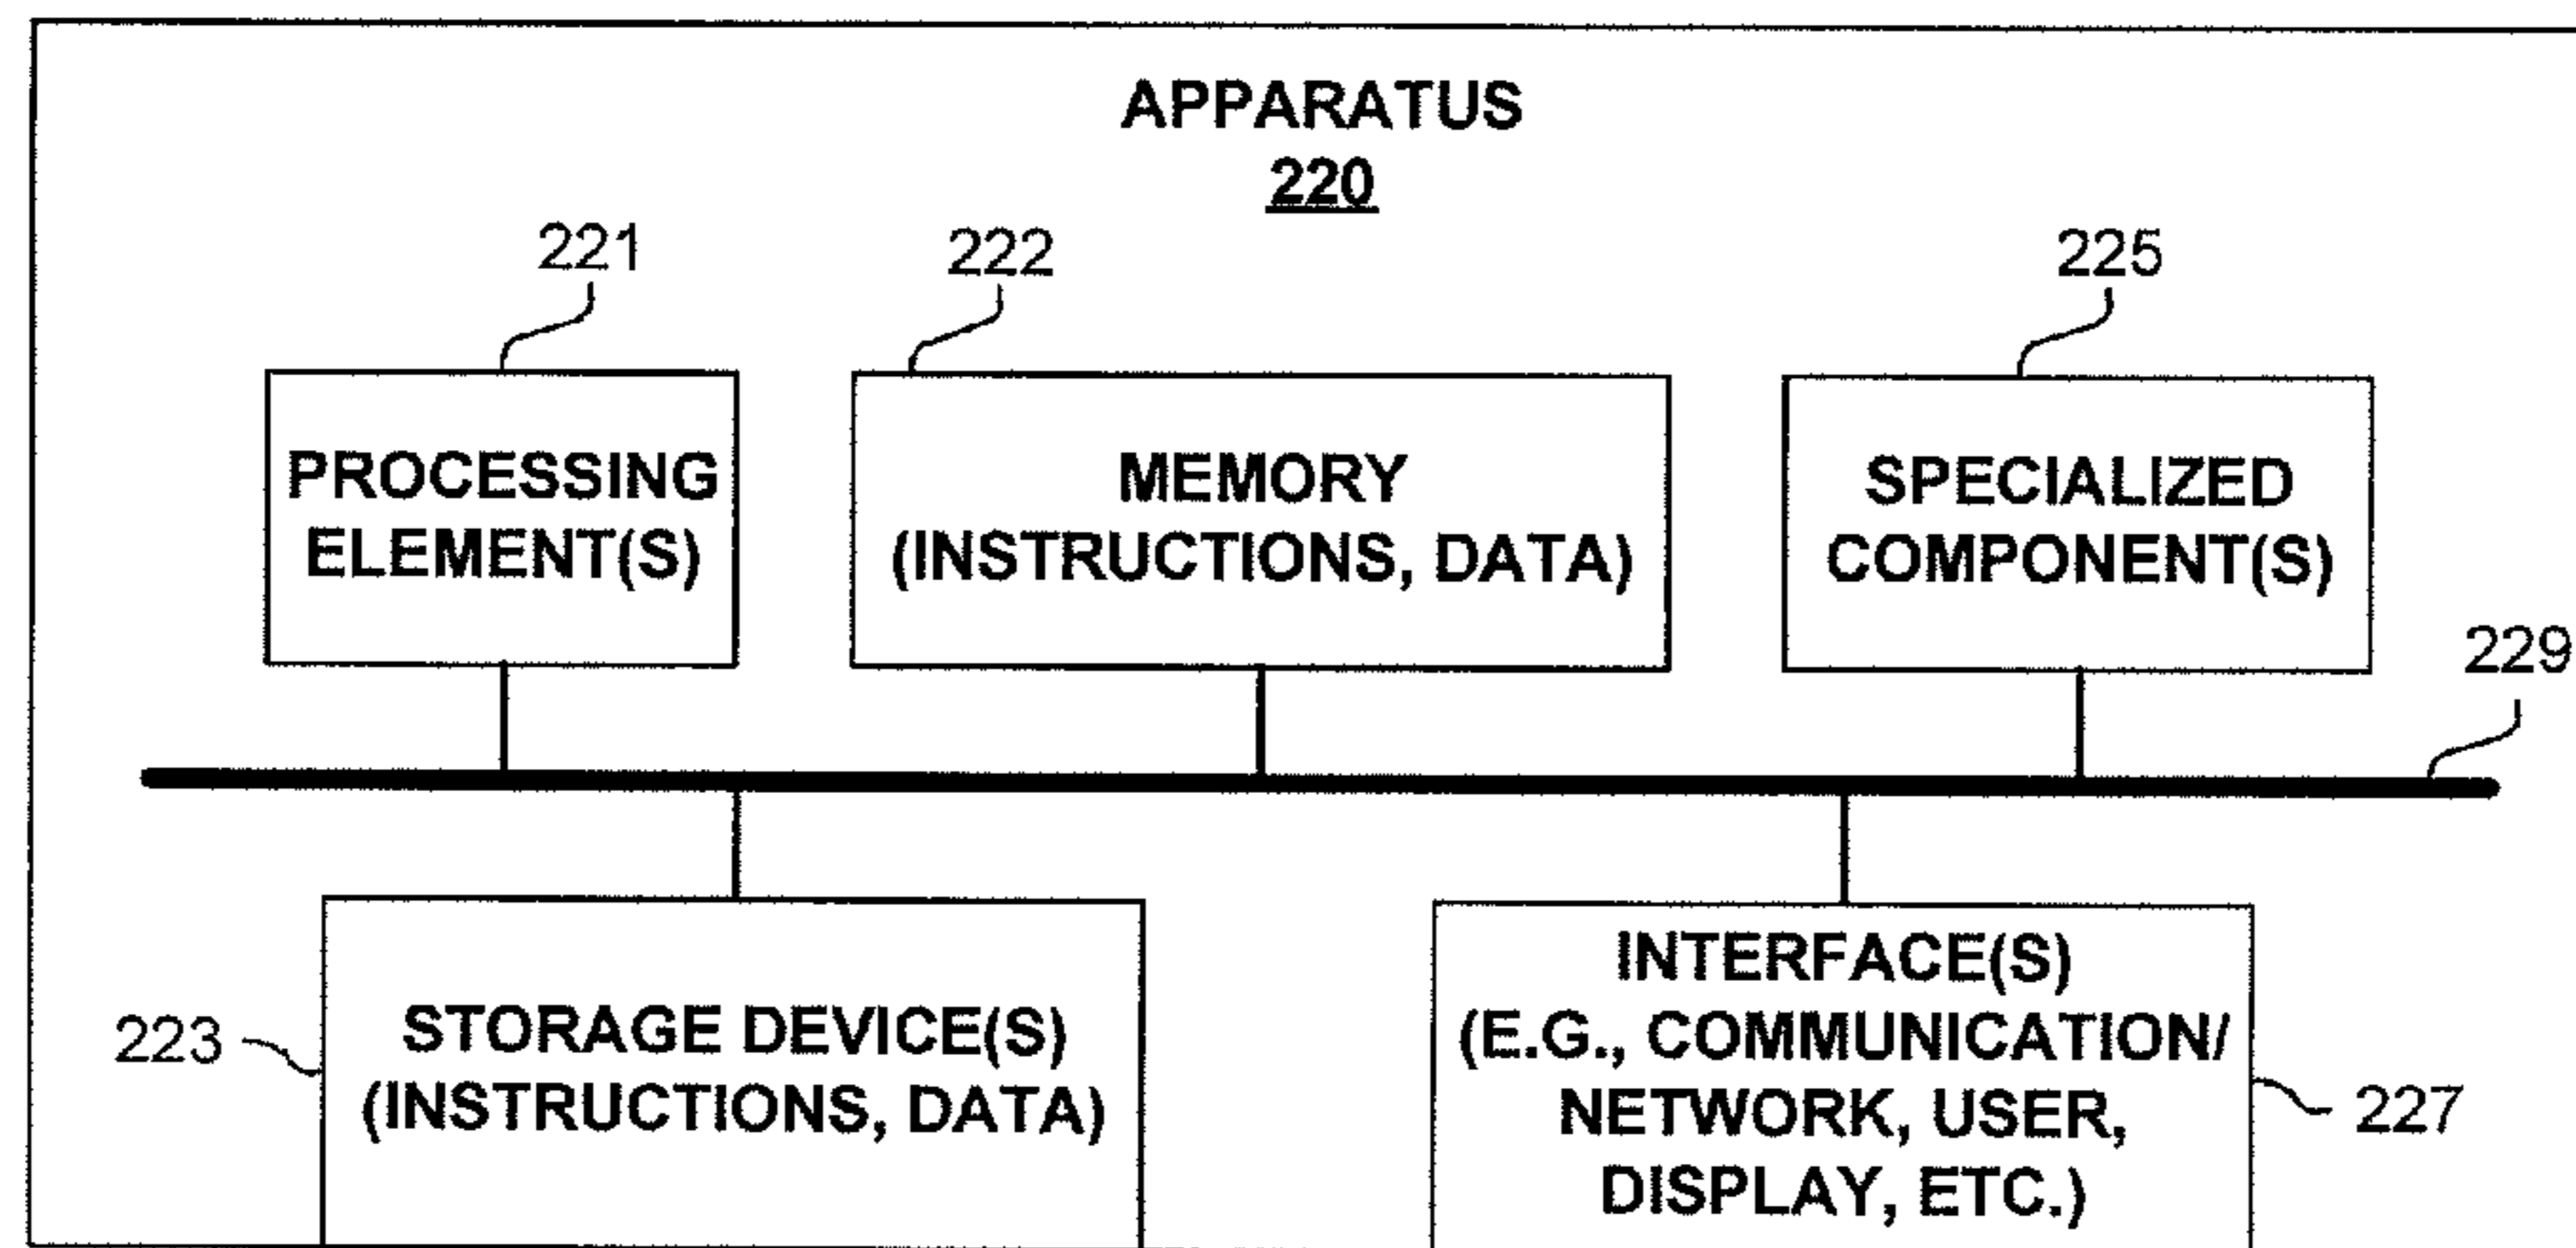 APPARATUS
220
221
222
225
PROCESSING
ELEMENT(S)
MEMORY
(INSTRUCTIONS, DATA)
SPECIALIZED
COMPONENT(S)
229
223
STORAGE DEVICE(S)
(INSTRUCTIONS, DATA)
INTERFACE(S)
(E.G., COMMUNICATION/
NETWORK, USER,
DISPLAY, ETC.)
227